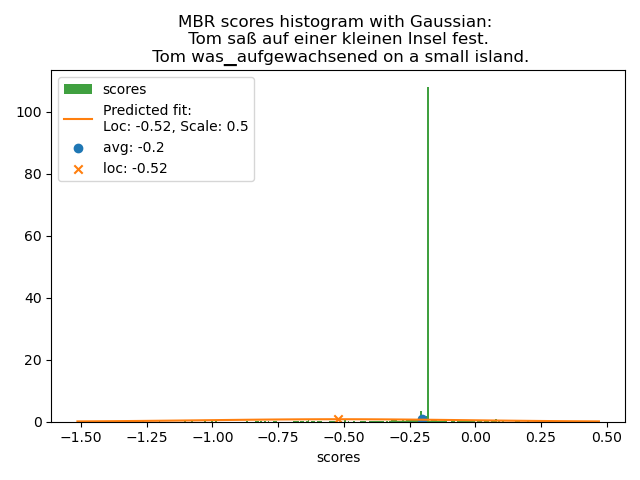 MBR scores histogram with Gaussian:
Tom saß auf einer kleinen Insel fest.
Tom was▁aufgewachsened on a small island.
scores
Predicted fit:
Loc: -0.52, Scale: 0.5
avg: -0.2
loc: -0.52
100
80
60
40
20
0
−1.50 −1.25 −1.00 −0.75 −0.50 −0.25 0.00 0.25 0.50
scores